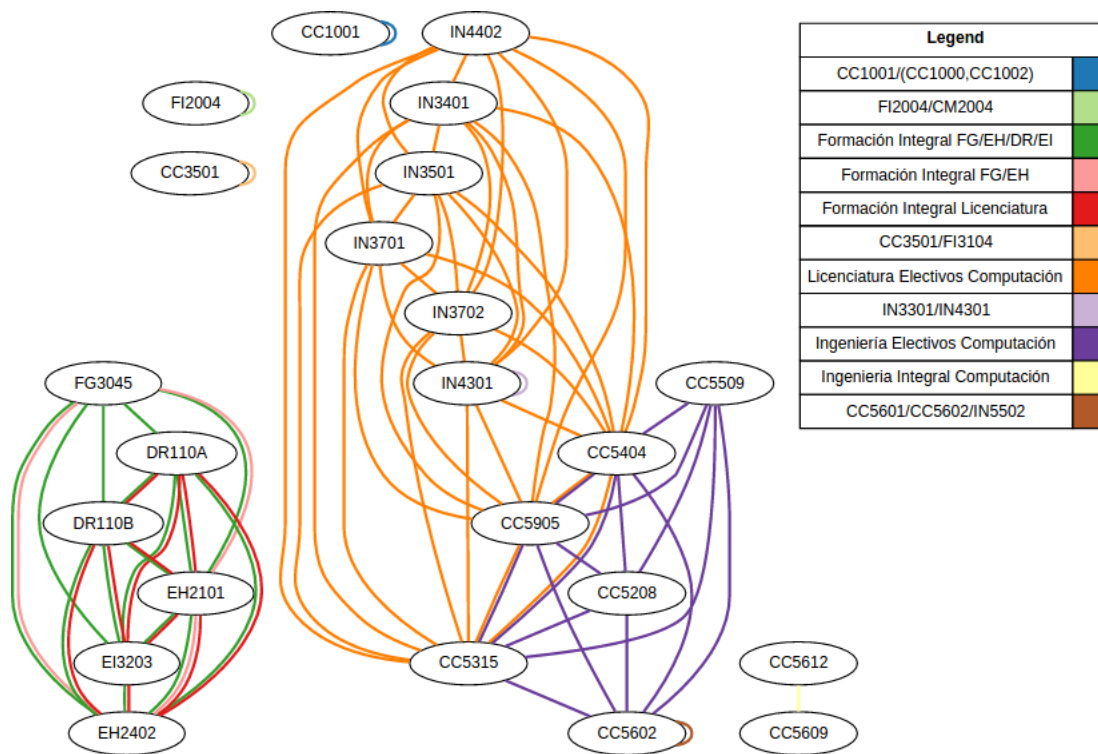 CC1001
IN4402
FI2004
IN3401
CC3501
IN3501
IN3701
IN3702
FG3045
IN4301
CC5509
DR110A
CC5404
DR110B
CC5905
EH2101
CC5208
EI3203
CC5315
CC5612
EH2402
CC5602
CC5609
Legend
CC1001/(CC1000,CC1002)
FI2004/CM2004
Formación Integral FG/EH/DR/EI
Formación Integral FG/EH
Formación Integral Licenciatura
CC3501/FI3104
Licenciatura Electivos Computación
IN3301/IN4301
Ingeniería Electivos Computación
Ingenieria Integral Computación
CC5601/CC5602/IN5502